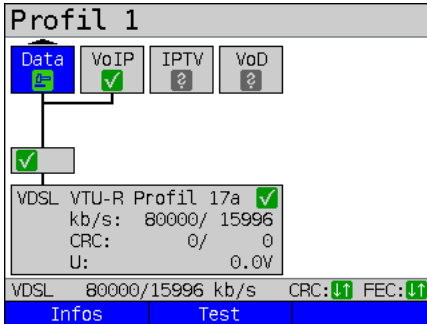 Profil 1
Data VoIP IPTV VoD
? ?
VDSL VTU-R Profil 17a
kb/s: 80000/ 15996
CRC: 0/ 0
U: 0.0V
VDSL 80000/15996 kb/s CRC: FEC:
Infos Test